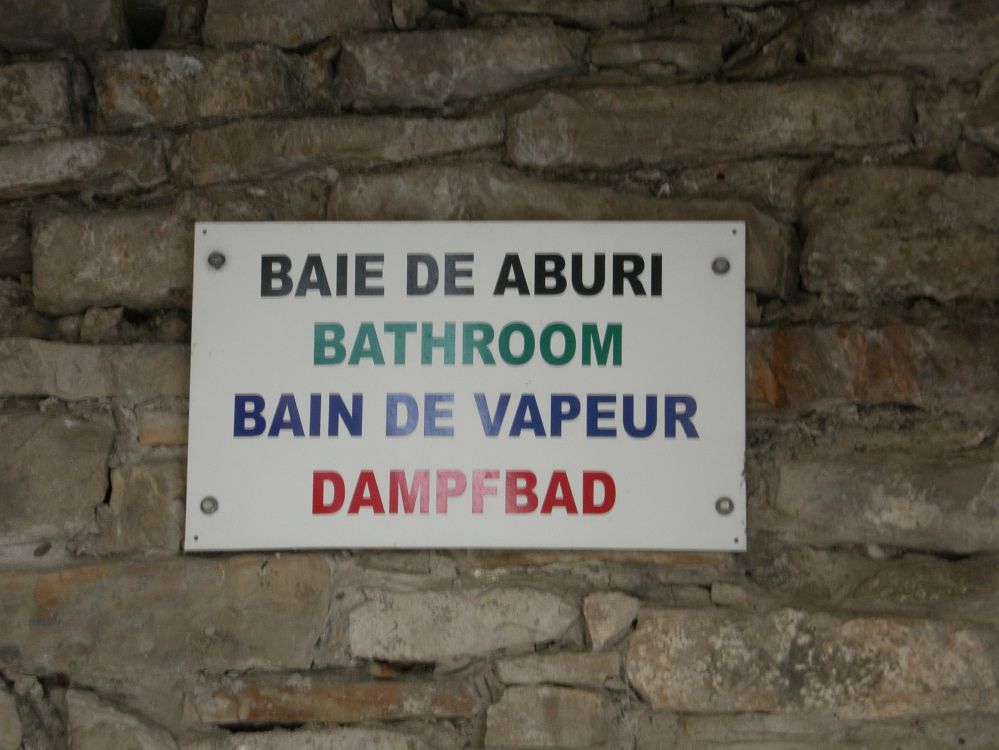 BAIE DE ABURI
BATHROOM
BAIN DE VAPEUR
DAMPFBAD